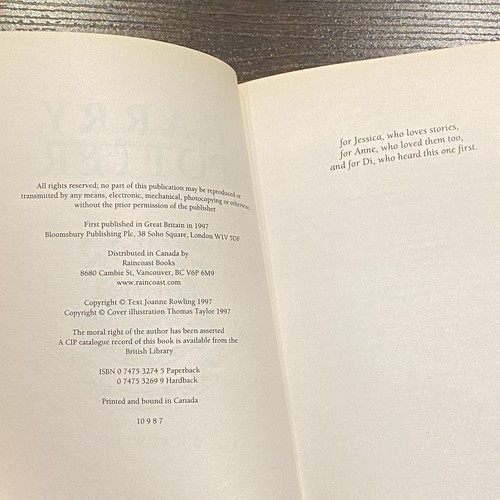 All rights reserved; no part of this publication may be reproduced or
transmitted by any means, electronic, mechanical, photocopying or otherwise,
without the prior permission of the publisher
First published in Great Britain in 1997
Bloomsbury Publishing Plc, 38 Soho Square, London W1V 5DF
Distributed in Canada by
Raincoast Books
8680 Cambie St, Vancouver, BC V6P 6M9
www.raincoast.com
Copyright © Text Joanne Rowling 1997
Copyright © Cover illustration Thomas Taylor 1997
The moral right of the author has been asserted
A CIP catalogue record of this book is available from the
British Library
ISBN 0 7475 3274 5 Paperback
0 7475 3269 9 Hardback
Printed and bound in Canada
10 9 8 7
for Jessica, who loves stories,
for Anne, who loved them too,
and for Di, who heard this one first.